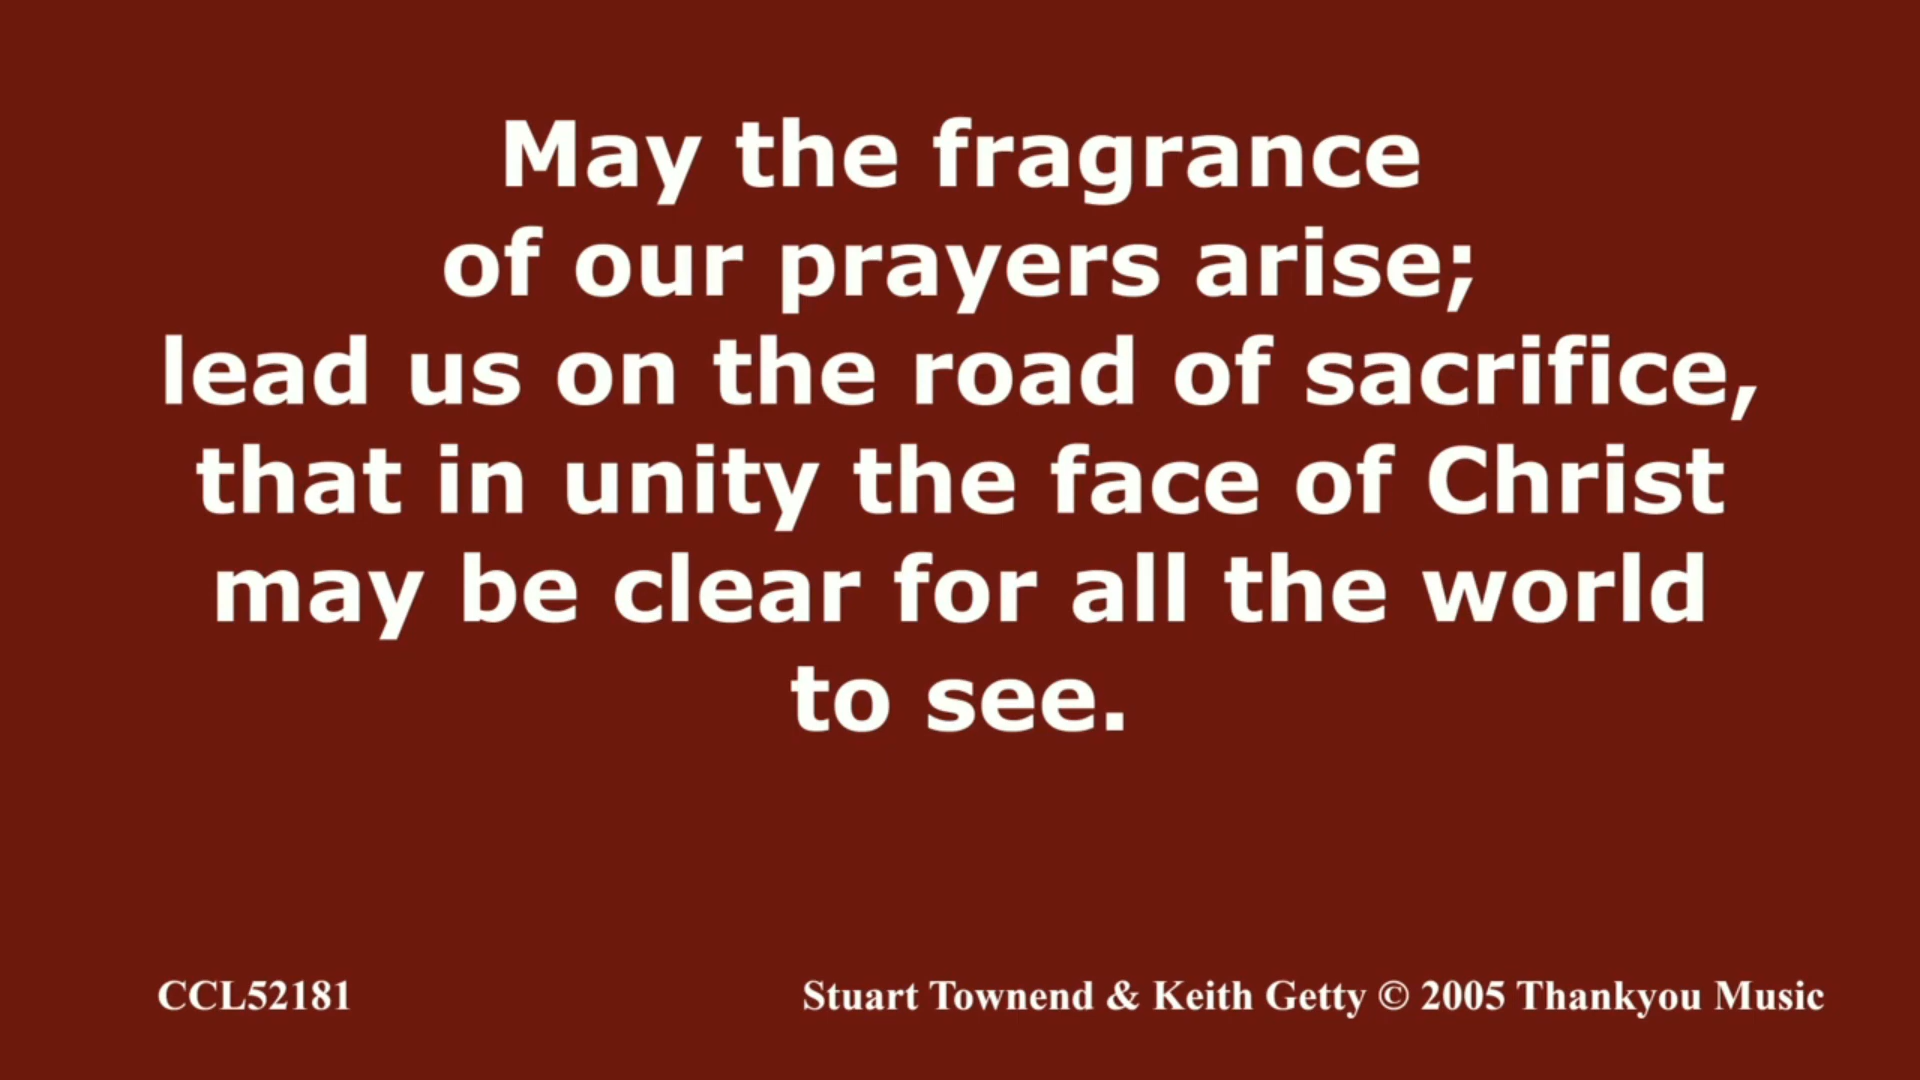 May the fragrance
of our prayers arise;
lead us on the road of sacrifice,
that in unity the face of Christ
may be clear for all the world
to see.
CCL52181
Stuart Townend & Keith Getty © 2005 Thankyou Music